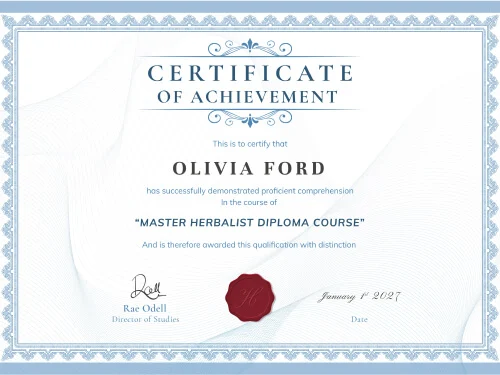 CERTIFICATE
OF ACHIEVEMENT
This is to certify that
OLIVIA FORD
has successfully demonstrated proficient comprehension
In the course of
“MASTER HERBALIST DIPLOMA COURSE”
And is therefore awarded this qualification with distinction
Rae Odell
Director of Studies
January 1st 2027
Date